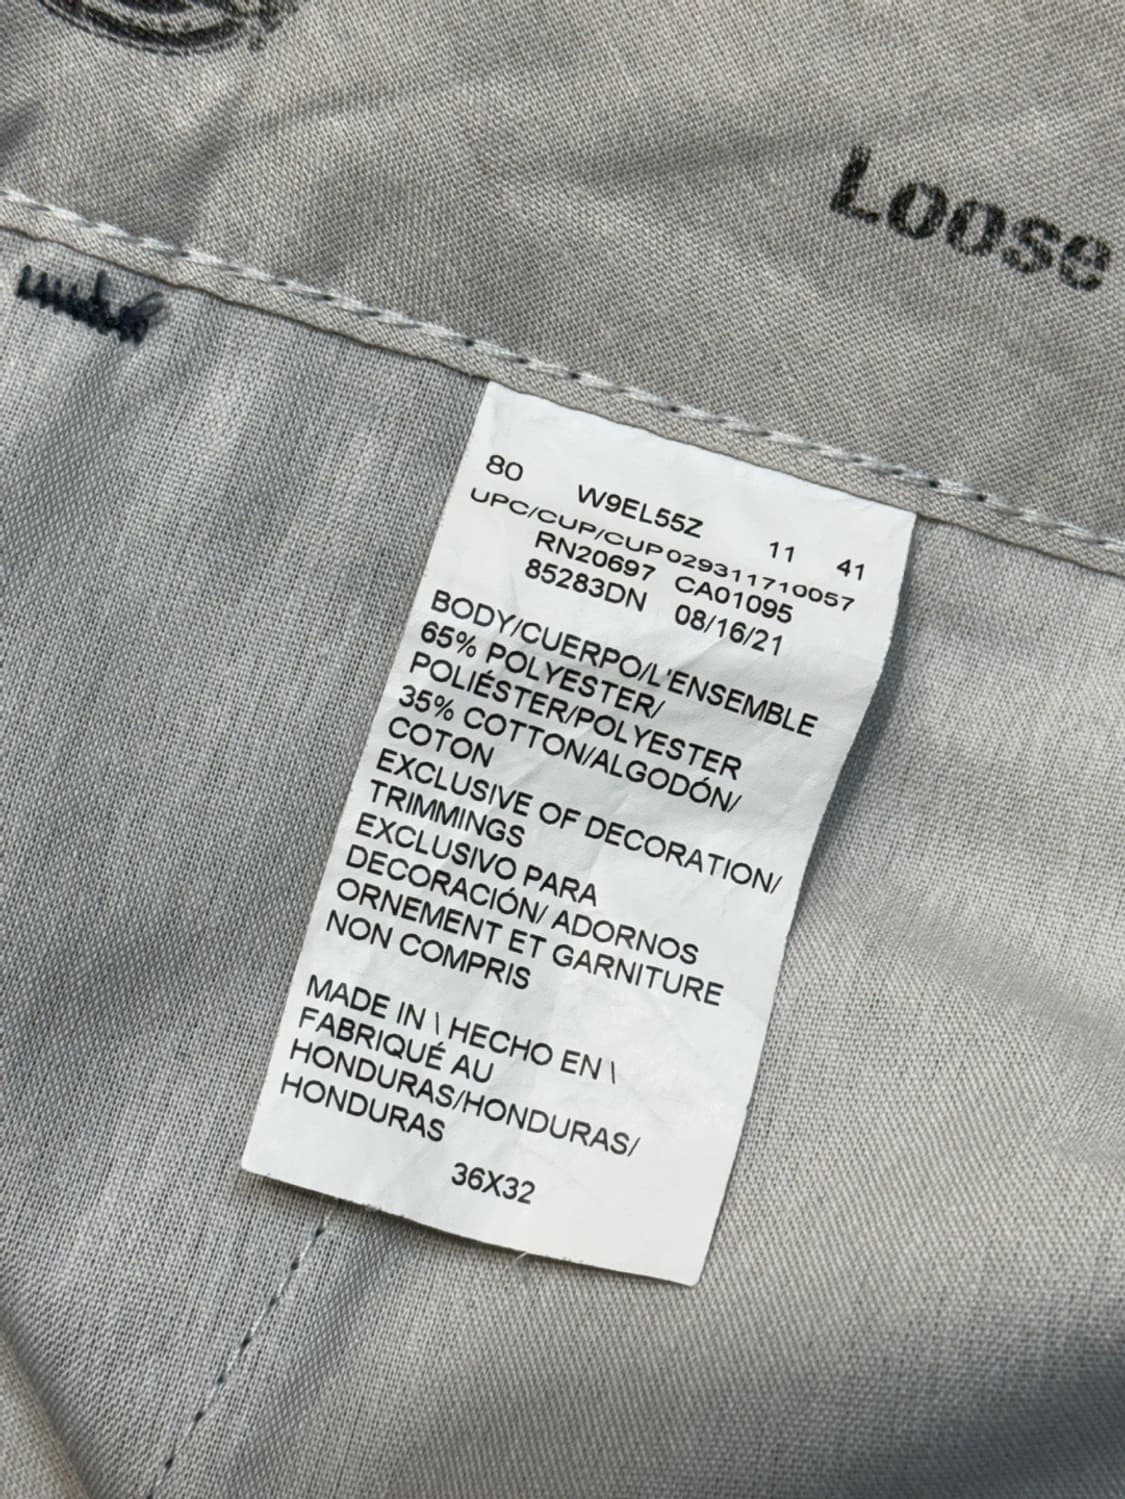 Loose
80 W9EL55Z 11 41
UPC/CUP/CUP 029311710057
RN20697 CA01095
85283DN 08/16/21
BODY/CUERPO/L'ENSEMBLE
65% POLYESTER/
POLIÉSTER/POLYESTER
35% COTTON/ALGODÓN/
COTON
EXCLUSIVE OF DECORATION/
TRIMMINGS
EXCLUSIVO PARA
DECORACIÓN/ ADORNOS
ORNEMENT ET GARNITURE
NON COMPRIS
MADE IN \ HECHO EN \
FABRIQUÉ AU
HONDURAS/HONDURAS/
HONDURAS
36X32